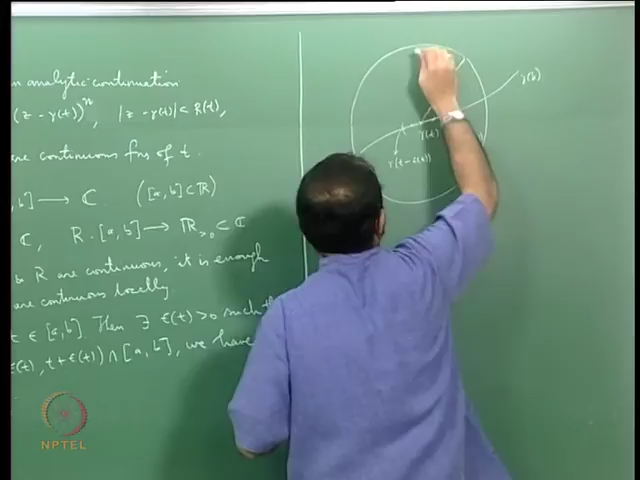 n analytic continuation
(z - γ(t))ⁿ, |z - γ(t)| < R(t),
are continuous fns of t.
, b] → ℂ ([a, b] ⊂ ℝ)
ℂ, R: [a, b] → ℝ>0 ⊂ ℂ
& R are continuous, it is enough
are continuous locally
t ∈ [a, b]. Then ∃ ε(t) > 0 such th
ε(t), t + ε(t)) ∩ [a, b], we have
γ(b)
γ(t)
γ(t - ε(t))
NPTEL